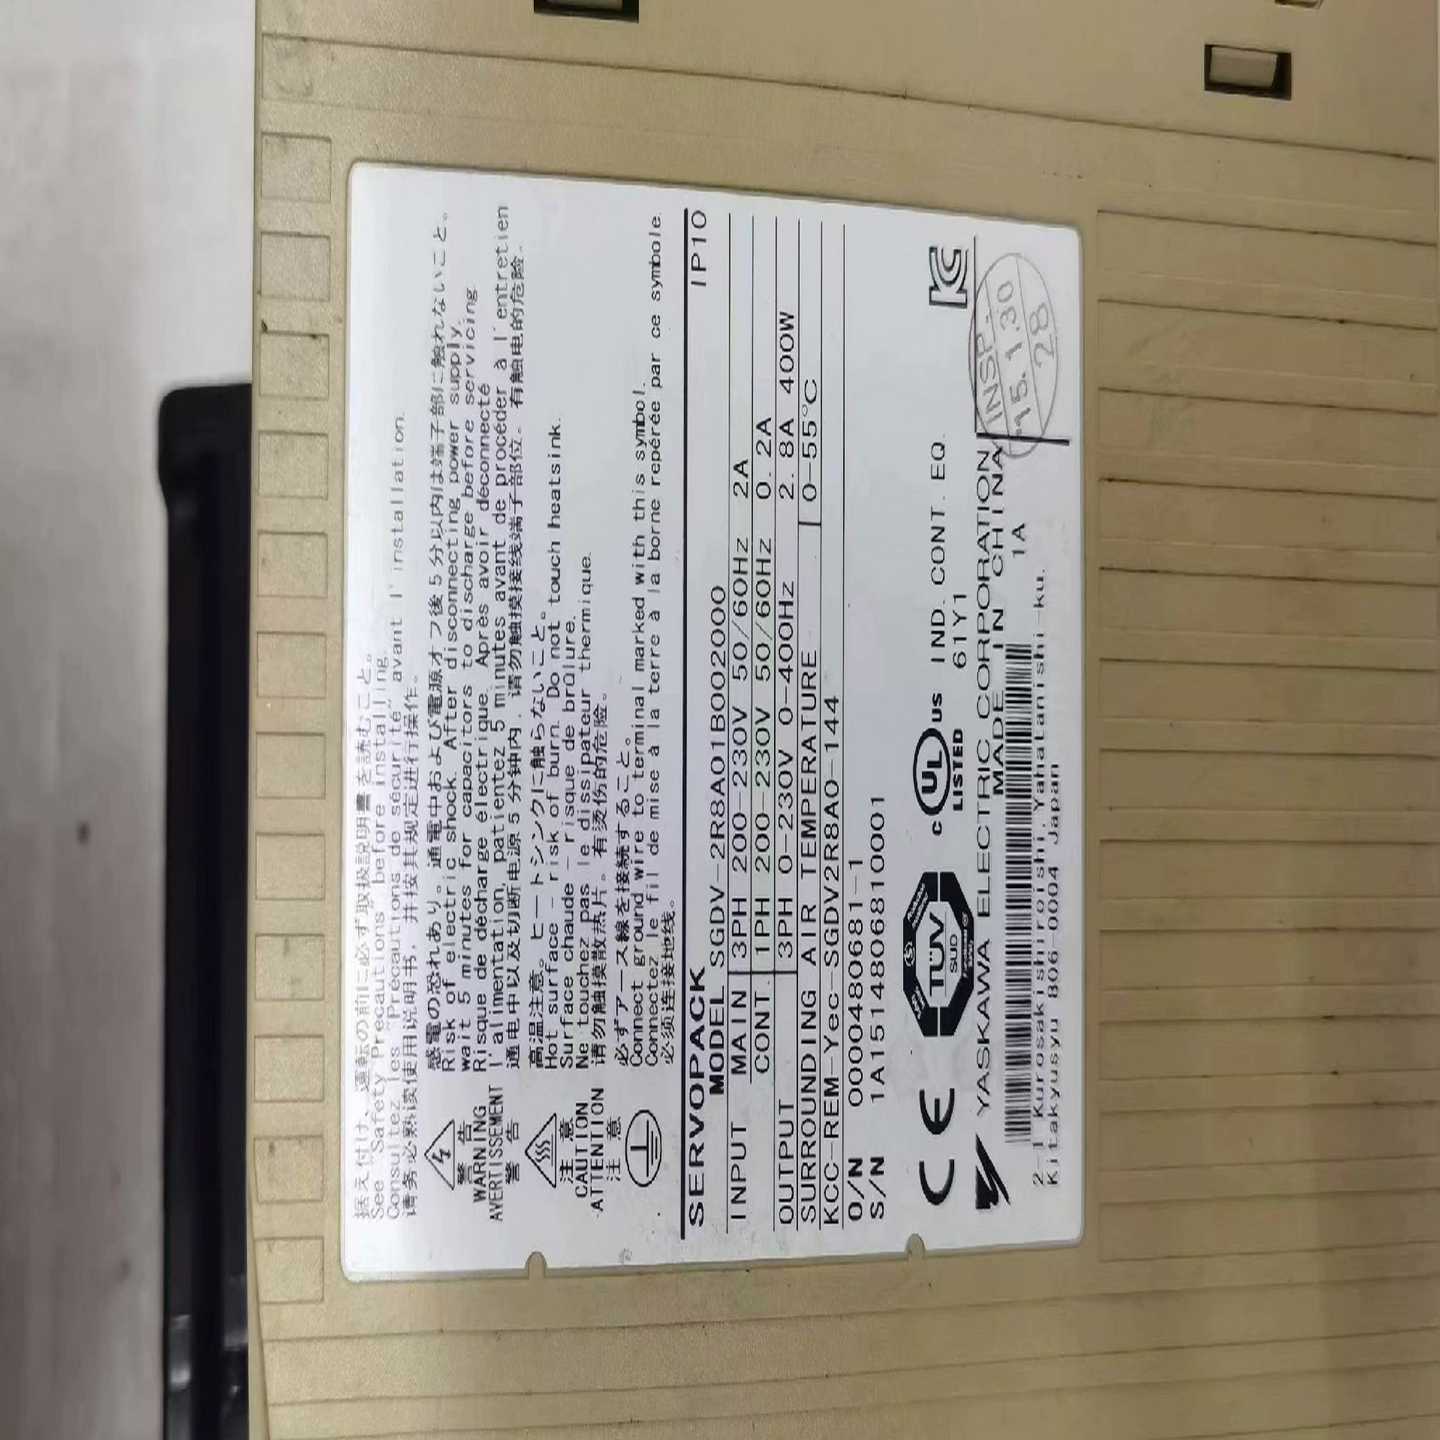 据え付け、運転の前に必ず取扱説明書を読むこと。
See "Safety Precautions" before installing.
Consultez les "Précautions de sécurité" avant l'installation.
请务必熟读使用说明书，并按其规定进行操作。
警告
WARNING
AVERTISSEMENT
警 告
感電の恐れあり。通電中および電源オフ後5分以内は端子部に触れないこと。
Risk of electric shock. After disconnecting power supply,
wait 5 minutes for capacitors to discharge before servicing.
Risque de décharge électrique. Après avoir déconnecté
l'alimentation, patientez 5 minutes avant de procéder à l'entretien
通电中以及切断电源5分钟内，请勿触摸接线端子部位。有触电的危险。
注 意
CAUTION
ATTENTION
注 意
高温注意。ヒートシンクに触らないこと。
Hot surface – risk of burn. Do not touch heatsink.
Surface chaude – risque de brûlure.
Ne touchez pas le dissipateur thermique.
请勿触摸散热片。有烫伤的危险。
必ずアース線を接続すること。
Connect ground wire to terminal marked with this symbol.
Connectez le fil de mise à la terre à la borne repérée par ce symbole.
必须连接地线。
SERVOPACK IP10
MODEL SGDV-2R8A01B002000
INPUT MAIN 3PH 200-230V 50/60Hz 2A
CONT. 1PH 200-230V 50/60Hz 0.2A
OUTPUT 3PH 0-230V 0-400Hz 2.8A 400W
SURROUNDING AIR TEMPERATURE 0-55°C
KCC-REM-Yec-SGDV2R8A0-144
O/N 0000480681-1
S/N 1A1514806810001
CE TÜV SÜD c UL US LISTED IND. CONT. EQ. 61Y1 KC
YASKAWA ELECTRIC CORPORATION
MADE IN CHINA
1A
INSP.
'15.1.30
28
2-1 Kurosakishiroishi, Yahatanishi-ku,
Kitakyusyu 806-0004 Japan